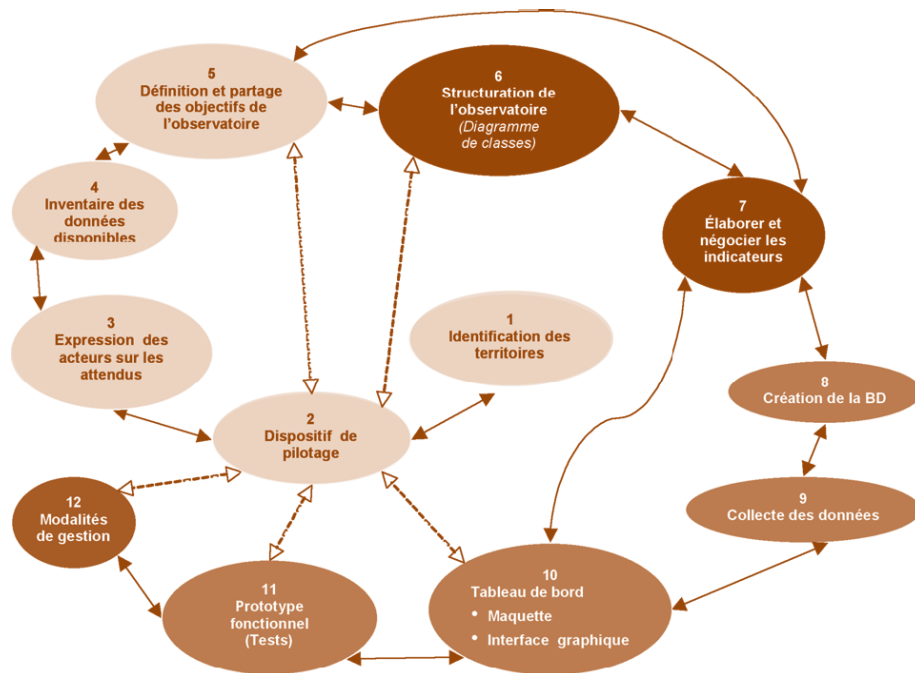 5
Définition et partage
des objectifs de
l'observatoire
6
Structuration de
l'observatoire
(Diagramme
de classes)
4
Inventaire des
données
disponibles
7
Élaborer et
négocier les
indicateurs
3
Expression des
acteurs sur les
attendus
1
Identification des
territoires
8
Création de la BD
2
Dispositif de
pilotage
12
Modalités
de gestion
9
Collecte des données
11
Prototype
fonctionnel
(Tests)
10
Tableau de bord
• Maquette
• Interface graphique